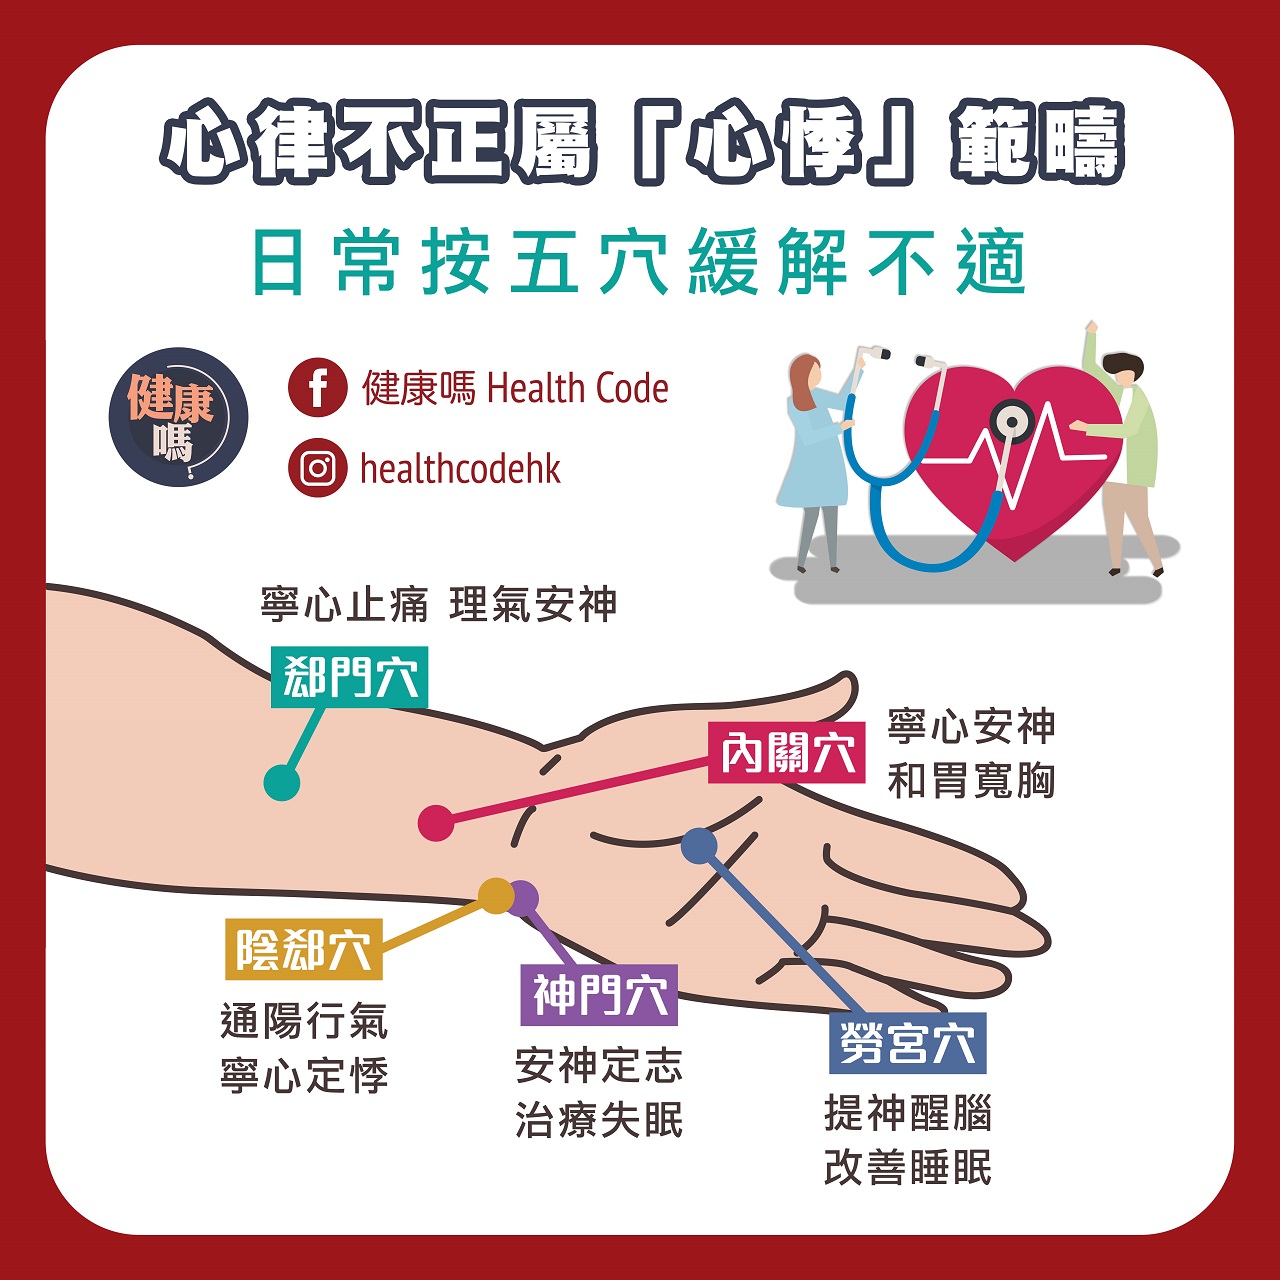 心律不正屬「心悸」範疇
日常按五穴緩解不適
健康
嗎
健康嗎 Health Code
healthcodehk
寧心止痛 理氣安神
郄門穴
內關穴
寧心安神
和胃寬胸
陰郄穴
通陽行氣
寧心定悸
神門穴
安神定志
治療失眠
勞宮穴
提神醒腦
改善睡眠